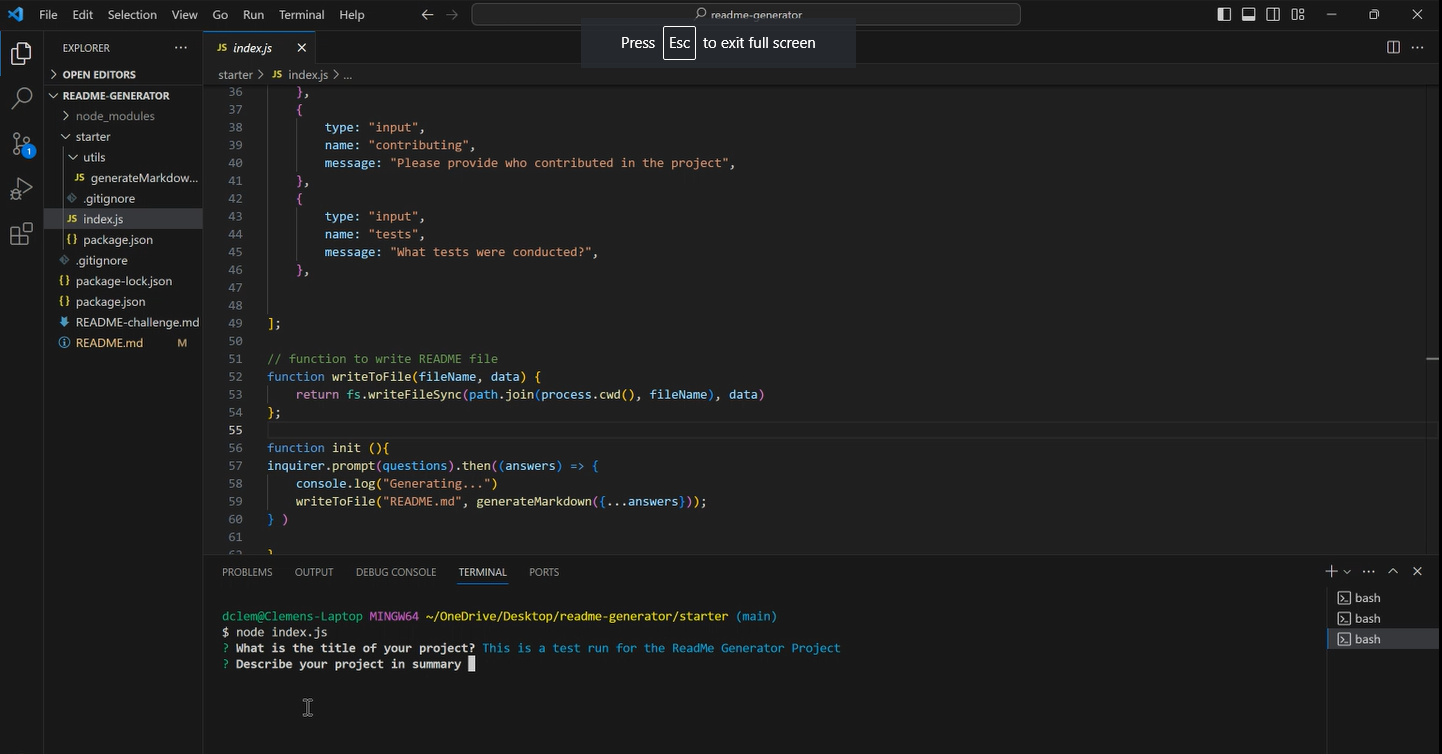 File Edit Selection View Go Run Terminal Help
readme-generator
Press Esc to exit full screen
EXPLORER
OPEN EDITORS
README-GENERATOR
node_modules
starter
utils
JS generateMarkdow...
.gitignore
JS index.js
{} package.json
.gitignore
{} package-lock.json
{} package.json
README-challenge.md
README.md M
1
JS index.js
starter > JS index.js > ...
36 },
37 {
38 type: "input",
39 name: "contributing",
40 message: "Please provide who contributed in the project",
41 },
42 {
43 type: "input",
44 name: "tests",
45 message: "What tests were conducted?",
46 },
47
48
49 ];
50
51 // function to write README file
52 function writeToFile(fileName, data) {
53 return fs.writeFileSync(path.join(process.cwd(), fileName), data)
54 };
55
56 function init (){
57 inquirer.prompt(questions).then((answers) => {
58 console.log("Generating...")
59 writeToFile("README.md", generateMarkdown({...answers}));
60 } )
61
62 }
PROBLEMS OUTPUT DEBUG CONSOLE TERMINAL PORTS
dclem@Clemens-Laptop MINGW64 ~/OneDrive/Desktop/readme-generator/starter (main)
$ node index.js
? What is the title of your project? This is a test run for the ReadMe Generator Project
? Describe your project in summary
bash
bash
bash